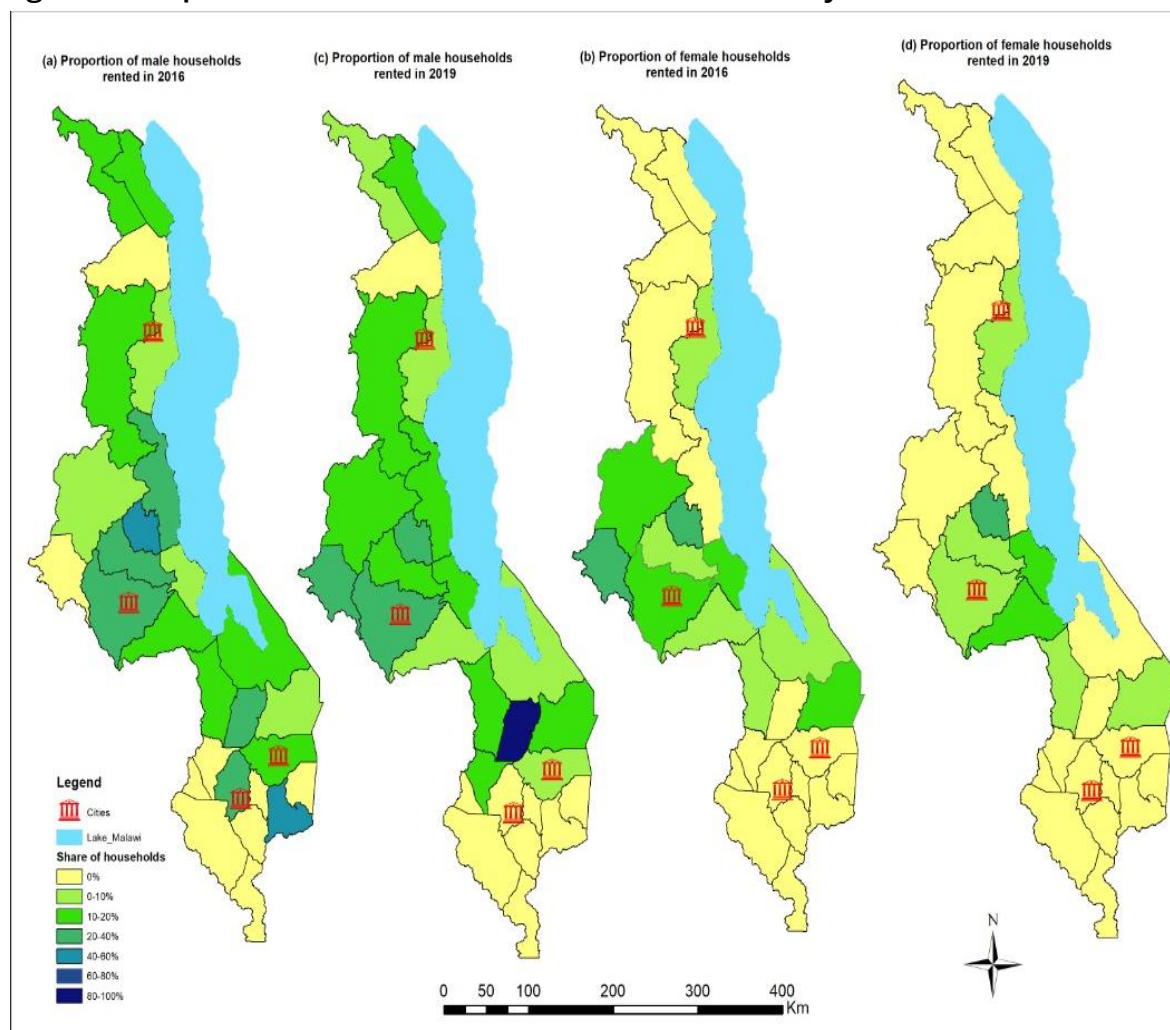 (a) Proportion of male households
rented in 2016
(c) Proportion of male households
rented in 2019
(b) Proportion of female households
rented in 2016
(d) Proportion of female households
rented in 2019
Legend
Cities
Lake_Malawi
Share of households
0%
0-10%
10-20%
20-40%
40-60%
60-80%
80-100%
N
0 50 100 200 300 400
Km